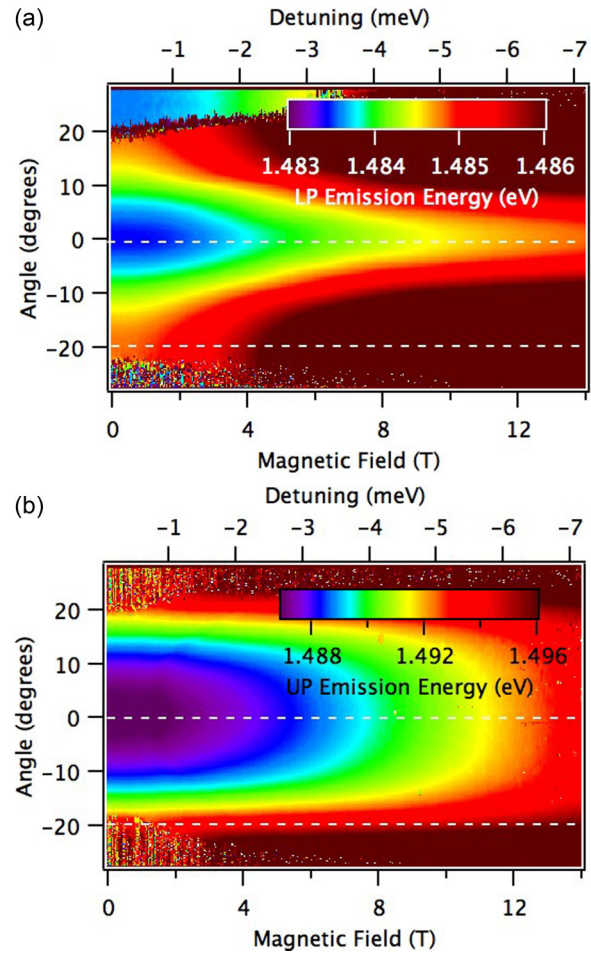 (a)
Detuning (meV)
-1 -2 -3 -4 -5 -6 -7
20
10
0
-10
-20
Angle (degrees)
1.483 1.484 1.485 1.486
LP Emission Energy (eV)
0 4 8 12
Magnetic Field (T)
(b)
Detuning (meV)
-1 -2 -3 -4 -5 -6 -7
20
10
0
-10
-20
Angle (degrees)
1.488 1.492 1.496
UP Emission Energy (eV)
0 4 8 12
Magnetic Field (T)